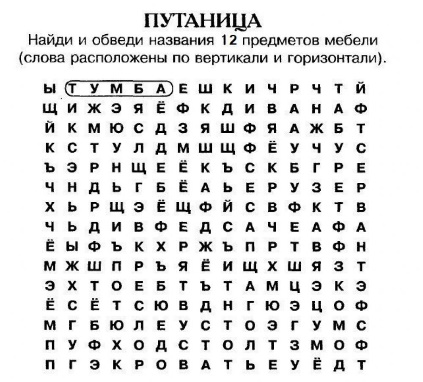 ПУТАНИЦА
Найди и обведи названия 12 предметов мебели
(слова расположены по вертикали и горизонтали).
Ы Т У М Б А Е Ш К И Ч Р Ч Т Й
Щ И Ж Э Я Ё Ф К Д И В А Н А Ф
Й К М Ю С Д З Я Ш Ф Я А Ж Б Т
К С Т У Л Д М Ш Щ Ф Ё У Ч У С
Ъ Э Р Н Щ Е Ё К Ъ С К Б Г Р Е
Ч Н Д Ь Г Б Ё А Ь Е Р У З Е Р
Х Ь Р Щ Э Ё Щ Ф Й С В Ф К Т В
Ч Ь Д И В Ф Е Д С А Ч Е А Ф А
Ё Ы Ф Ъ К Х Р Ж Ъ П Р Т В Ф Н
М Ж Ш П Р Ъ Я Ё И Щ Х Ш Я З Т
Э Х Т О Е Б Т Ь Т А М Ц Э К Э
Ё С Ё Т С Ю В Д Н Г Ю Э Ц О Ф
М Г Б Ю Л Е У С Т О Э Г У М С
П У Ф Х О Д С Т О Л Т З М О Ф
П Г Э К Р О В А Т Ь Е У Ё Д Т